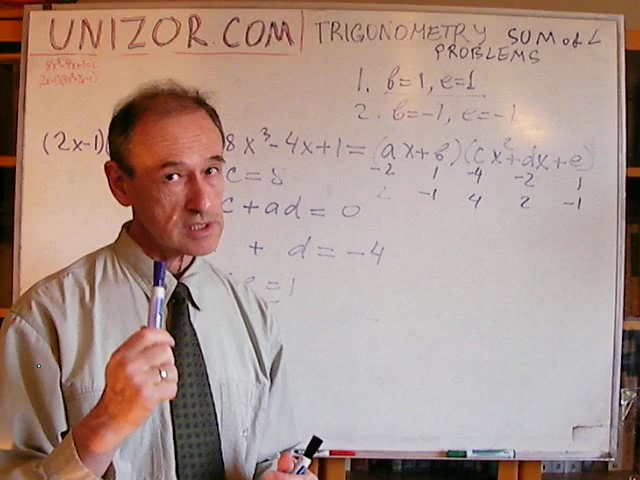 UNIZOR.COM | TRIGONOMETRY SUM of L
PROBLEMS
1. b=1, e=1
2. b=-1, e=-1
(2x-1) 8x³-4x+1=(ax+b)(cx²+dx+e)
-2 1 -4 -2 1
-1 4 2 -1
c=8
c+ad=0
+ d=-4
=1